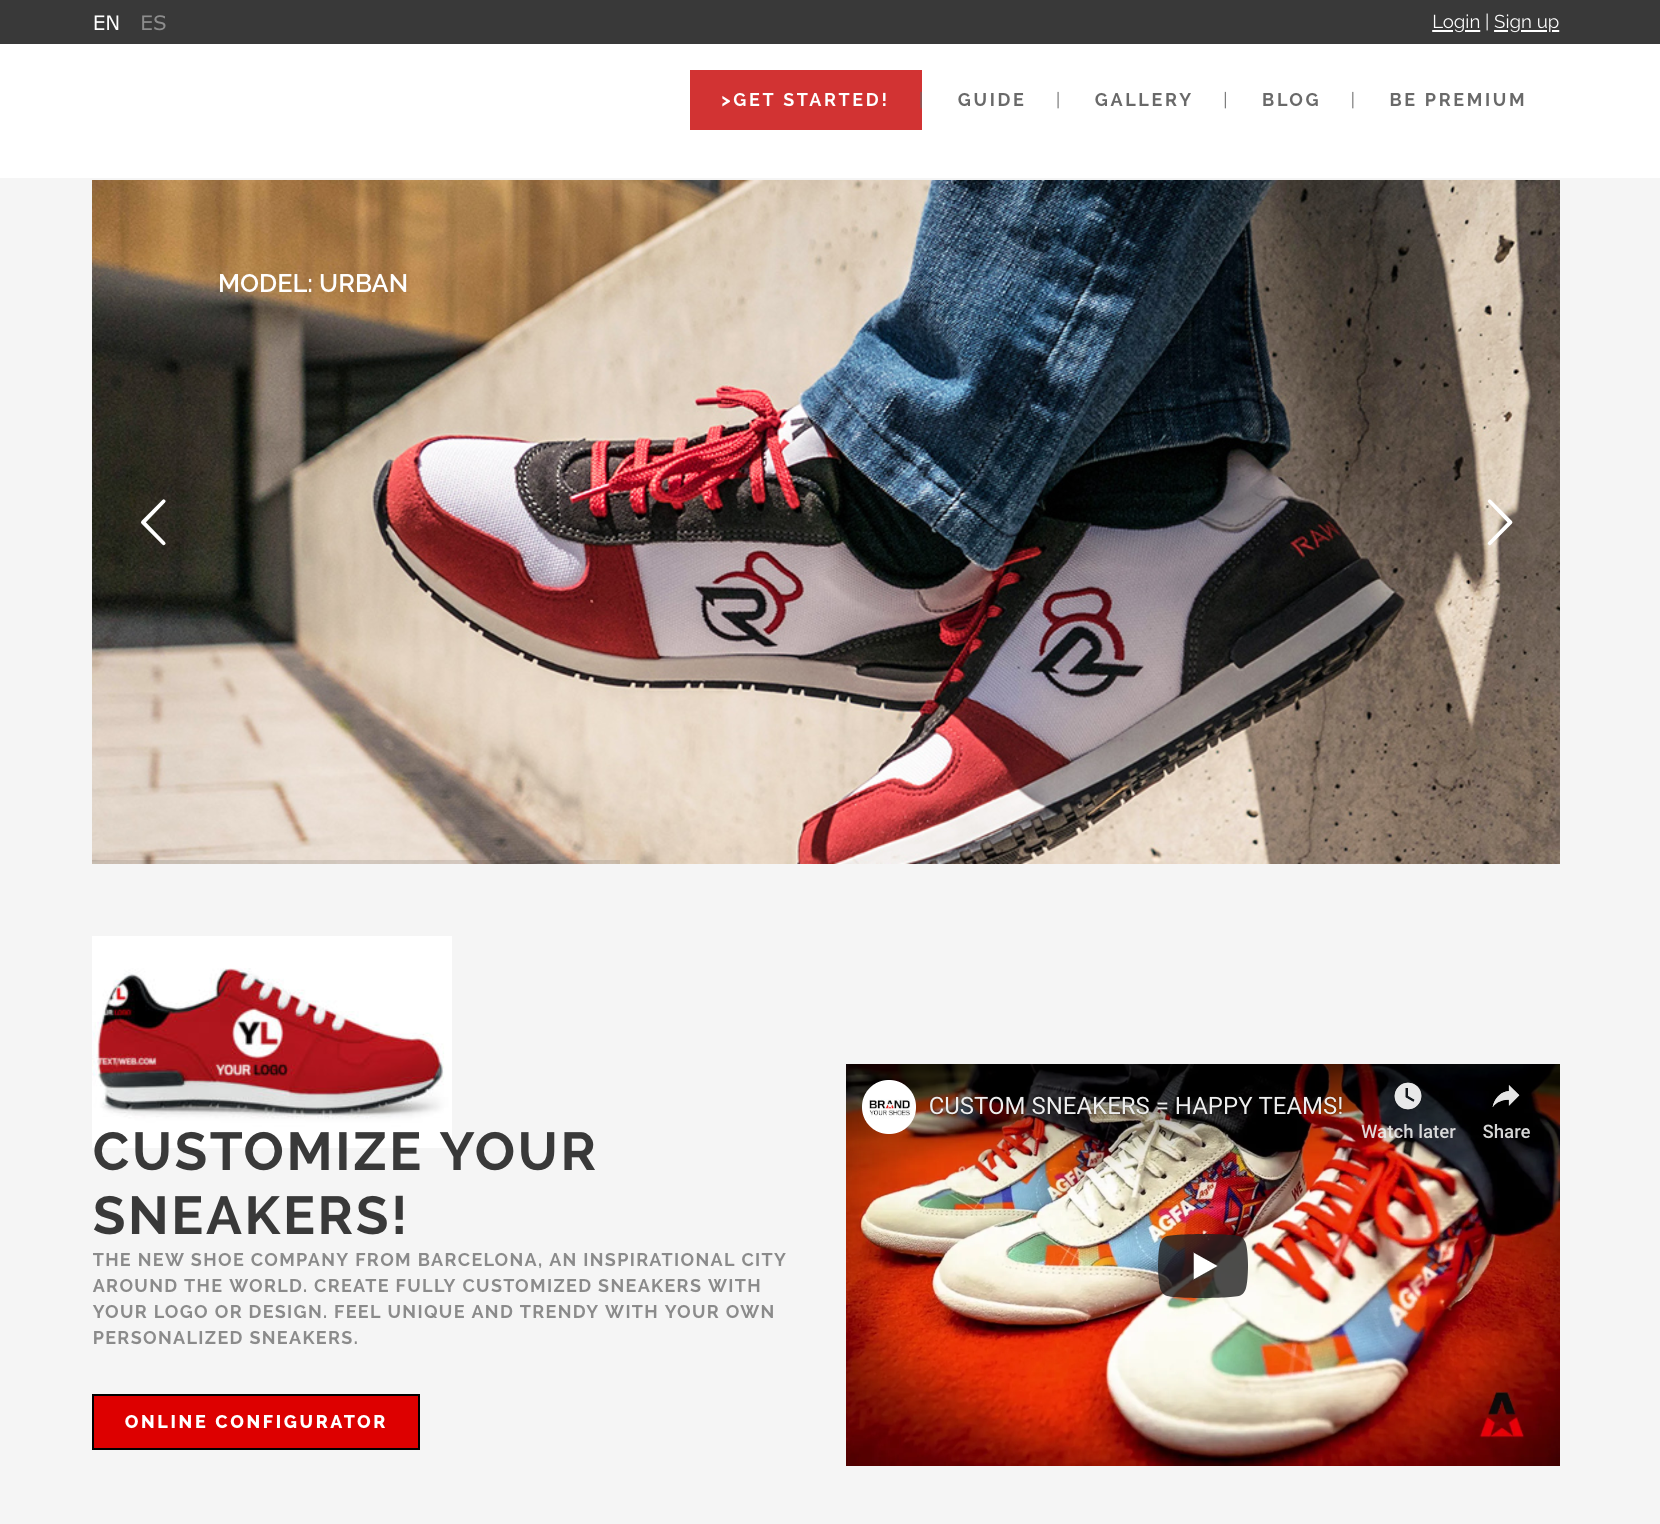 EN ES
Login | Sign up
>GET STARTED!
GUIDE | GALLERY | BLOG | BE PREMIUM
MODEL: URBAN
RAW
YL
YOUR LOGO
TEXT/WEB.COM
CUSTOMIZE YOUR
SNEAKERS!
THE NEW SHOE COMPANY FROM BARCELONA, AN INSPIRATIONAL CITY
AROUND THE WORLD. CREATE FULLY CUSTOMIZED SNEAKERS WITH
YOUR LOGO OR DESIGN. FEEL UNIQUE AND TRENDY WITH YOUR OWN
PERSONALIZED SNEAKERS.
ONLINE CONFIGURATOR
BRAND
YOUR SHOES
CUSTOM SNEAKERS = HAPPY TEAMS!
Watch later
Share
AGFA
AGFA
AGFA